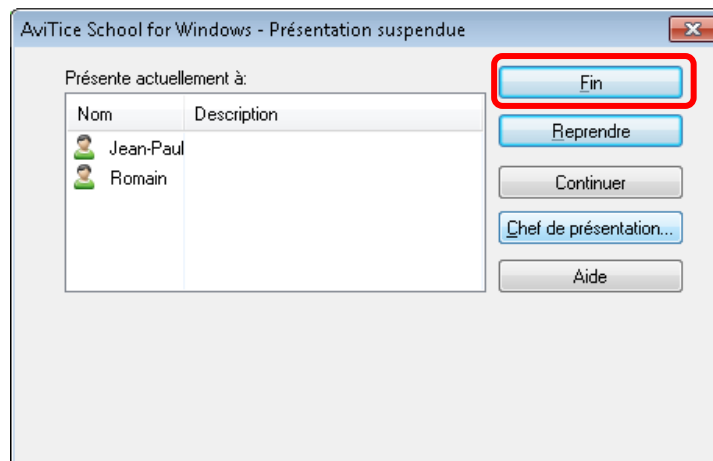 AviTice School for Windows - Présentation suspendue
Présente actuellement à:
Fin
Nom Description
Jean-Paul
Reprendre
Romain
Continuer
Chef de présentation...
Aide